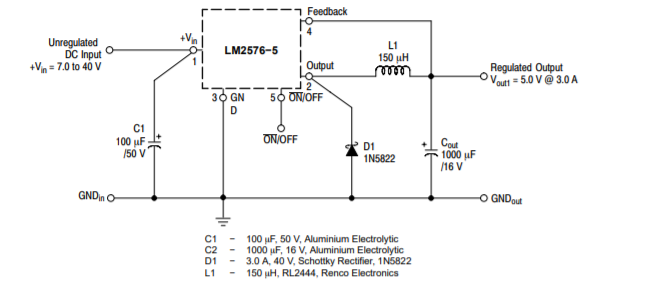 Feedback
4
+Vin
1
LM2576-5
Unregulated
DC Input
+Vin = 7.0 to 40 V
L1
150 µH
Output
2
Regulated Output
Vout1 = 5.0 V @ 3.0 A
3 GN
D
5 ON/OFF
ON/OFF
C1
100 µF
/50 V
+
D1
1N5822
+
Cout
1000 µF
/16 V
GNDin
GNDout
C1 – 100 µF, 50 V, Aluminium Electrolytic
C2 – 1000 µF, 16 V, Aluminium Electrolytic
D1 – 3.0 A, 40 V, Schottky Rectifier, 1N5822
L1 – 150 µH, RL2444, Renco Electronics